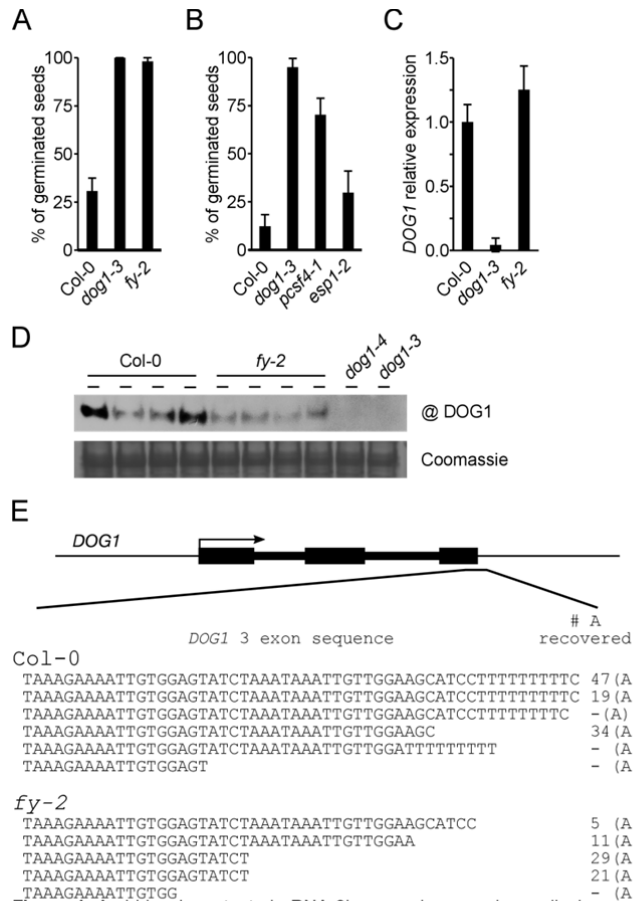 A
B
C
% of germinated seeds
100
75
50
25
0
Col-0
dog1-3
fy-2
% of germinated seeds
100
75
50
25
0
Col-0
dog1-3
pcsf4-1
esp1-2
DOG1 relative expression
1.5
1.0
0.5
0.0
Col-0
dog1-3
fy-2
D
Col-0
fy-2
dog1-4
dog1-3
@ DOG1
Coomassie
E
DOG1
# A
DOG1 3 exon sequence recovered
Col-0
TAAAGAAAATTGTGGAGTATCTAAATAAATTGTTGGAAGCATCCTTTTTTTTTC 47 (A
TAAAGAAAATTGTGGAGTATCTAAATAAATTGTTGGAAGCATCCTTTTTTTTTC 19 (A
TAAAGAAAATTGTGGAGTATCTAAATAAATTGTTGGAAGCATCCTTTTTTTTC -(A)
TAAAGAAAATTGTGGAGTATCTAAATAAATTGTTGGAAGC 34 (A
TAAAGAAAATTGTGGAGTATCTAAATAAATTGTTGGATTTTTTTTT - (A
TAAAGAAAATTGTGGAGT - (A
fy-2
TAAAGAAAATTGTGGAGTATCTAAATAAATTGTTGGAAGCATCC 5 (A
TAAAGAAAATTGTGGAGTATCTAAATAAATTGTTGGAA 11 (A
TAAAGAAAATTGTGGAGTATCT 29 (A
TAAAGAAAATTGTGGAGTATCT 21 (A
TAAAGAAAATTGTGG - (A